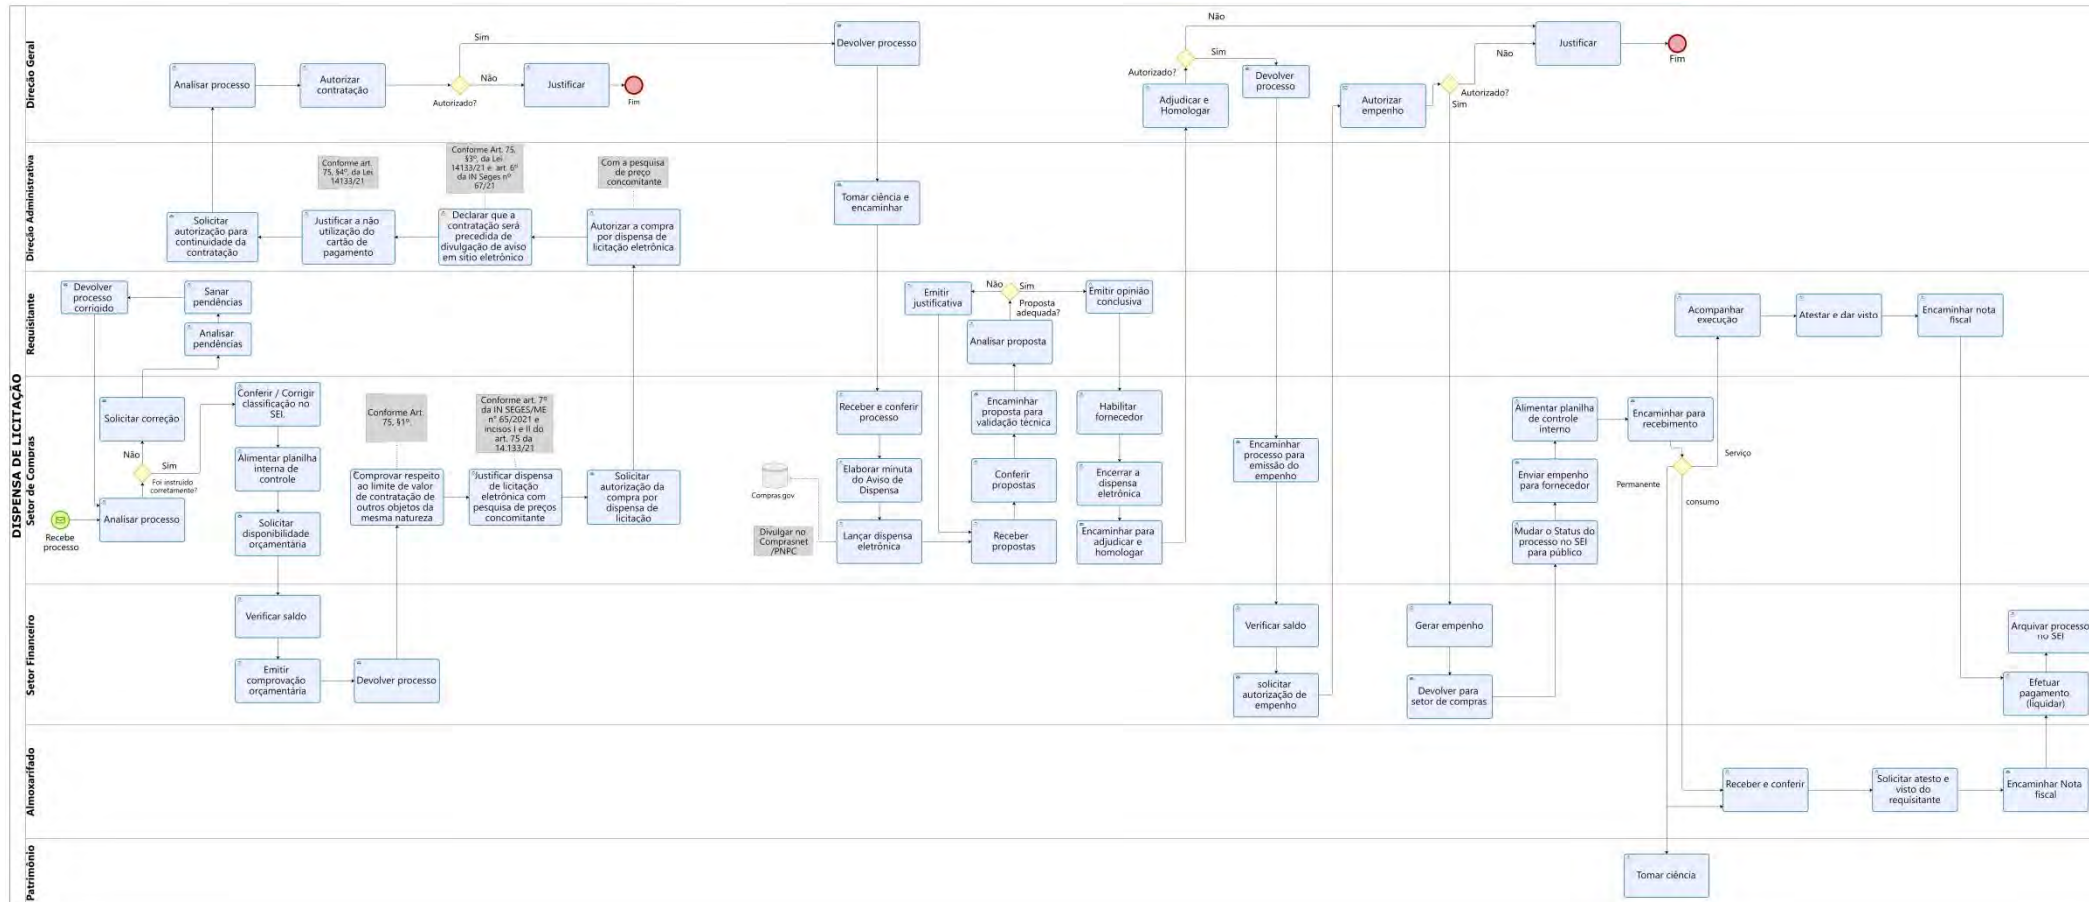 DISPENSA DE LICITAÇÃO
Direção Geral
Analisar processo
Autorizar
contratação
Autorizado?
Sim
Não
Justificar
Fim
Devolver processo
Adjudicar e
Homologar
Autorizado?
Não
Sim
Devolver
processo
Autorizar
empenho
Autorizado?
Não
Sim
Justificar
Fim
Direção Administrativa
Solicitar
autorização para
continuidade da
contratação
Conforme art.
75, §4º, da Lei
14133/21
Justificar a não
utilização do
cartão de
pagamento
Conforme Art. 75,
§3º, da Lei
14133/21 e art. 6º
da IN Seges nº
67/21
Declarar que a
contratação será
precedida de
divulgação de aviso
em sítio eletrônico
Com a pesquisa
de preço
concomitante
Autorizar a compra
por dispensa de
licitação eletrônica
Tomar ciência e
encaminhar
Requisitante
Devolver
processo
corrigido
Sanar
pendências
Analisar
pendências
Emitir
justificativa
Não
Sim
Proposta
adequada?
Analisar proposta
Emitir opinião
conclusiva
Acompanhar
execução
Atestar e dar visto
Encaminhar nota
fiscal
Setor de Compras
Recebe
processo
Analisar processo
Foi instruído
corretamente?
Não
Sim
Solicitar correção
Conferir / Corrigir
classificação no
SEI.
Alimentar planilha
interna de
controle
Solicitar
disponibilidade
orçamentária
Conforme Art.
75, §1º.
Comprovar respeito
ao limite de valor
de contratação de
outros objetos da
mesma natureza
Conforme art. 7º
da IN SEGES/ME
n° 65/2021 e
incisos I e II do
art. 75 da
14.133/21
Justificar dispensa
de licitação
eletrônica com
pesquisa de preços
concomitante
Solicitar
autorização da
compra por
dispensa de
licitação
Compras.gov
Divulgar no
Comprasnet
/PNPC
Receber e conferir
processo
Elaborar minuta
do Aviso de
Dispensa
Lançar dispensa
eletrônica
Encaminhar
proposta para
validação técnica
Conferir
propostas
Receber
propostas
Habilitar
fornecedor
Encerrar a
dispensa
eletrônica
Encaminhar para
adjudicar e
homologar
Encaminhar
processo para
emissão do
empenho
Alimentar planilha
de controle
interno
Enviar empenho
para fornecedor
Mudar o Status do
processo no SEI
para público
Encaminhar para
recebimento
Serviço
Permanente
consumo
Setor Financeiro
Verificar saldo
Emitir
comprovação
orçamentária
Devolver processo
Verificar saldo
solicitar
autorização de
empenho
Gerar empenho
Devolver para
setor de compras
Arquivar processo
no SEI
Efetuar
pagamento
(liquidar)
Almoxarifado
Receber e conferir
Solicitar atesto e
visto do
requisitante
Encaminhar Nota
fiscal
Patrimônio
Tomar ciência